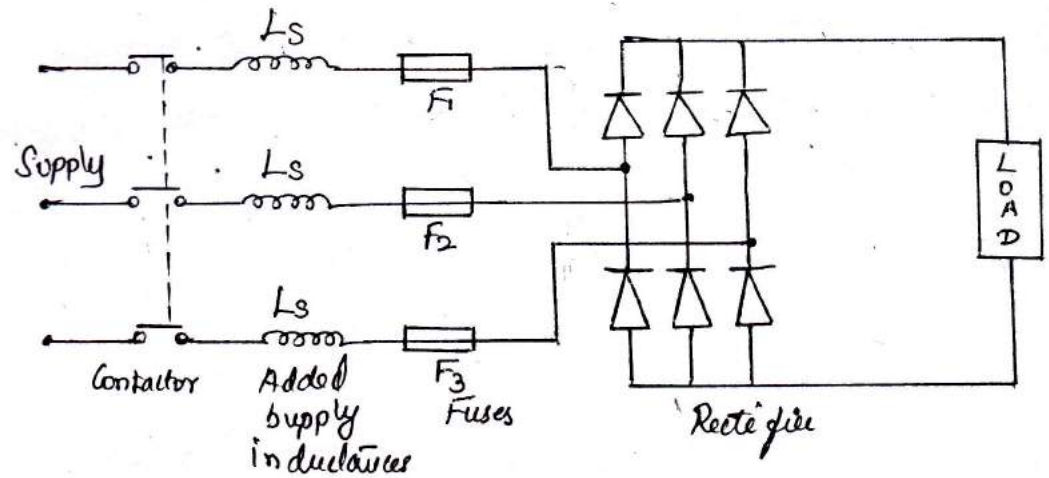 Ls
F1
Supply
Ls
F2
Ls
F3
Contactor
Added
supply
inductances
Fuses
Rectifier
LOAD